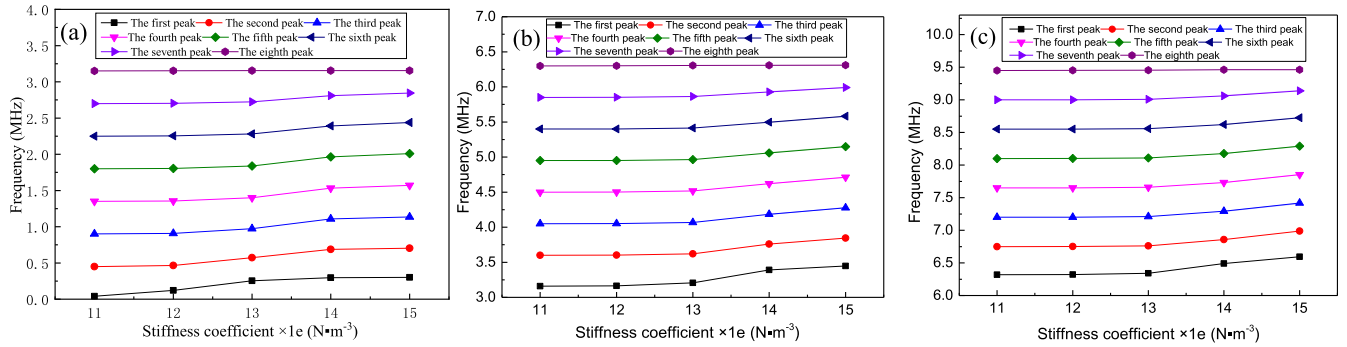 (a)
The first peak The second peak The third peak
The fourth peak The fifth peak The sixth peak
The seventh peak The eighth peak
Frequency (MHz)
4.0
3.5
3.0
2.5
2.0
1.5
1.0
0.5
0.0
11 12 13 14 15
Stiffness coefficient ×1e (N▪m⁻³)
(b)
The first peak The second peak The third peak
The fourth peak The fifth peak The sixth peak
The seventh peak The eighth peak
Frequency (MHz)
7.0
6.5
6.0
5.5
5.0
4.5
4.0
3.5
3.0
11 12 13 14 15
Stiffness coefficient ×1e (N▪m⁻³)
(c)
The first peak The second peak The third peak
The fourth peak The fifth peak The sixth peak
The seventh peak The eighth peak
Frequency (MHz)
10.0
9.5
9.0
8.5
8.0
7.5
7.0
6.5
6.0
11 12 13 14 15
Stiffness coefficient ×1e (N▪m⁻³)